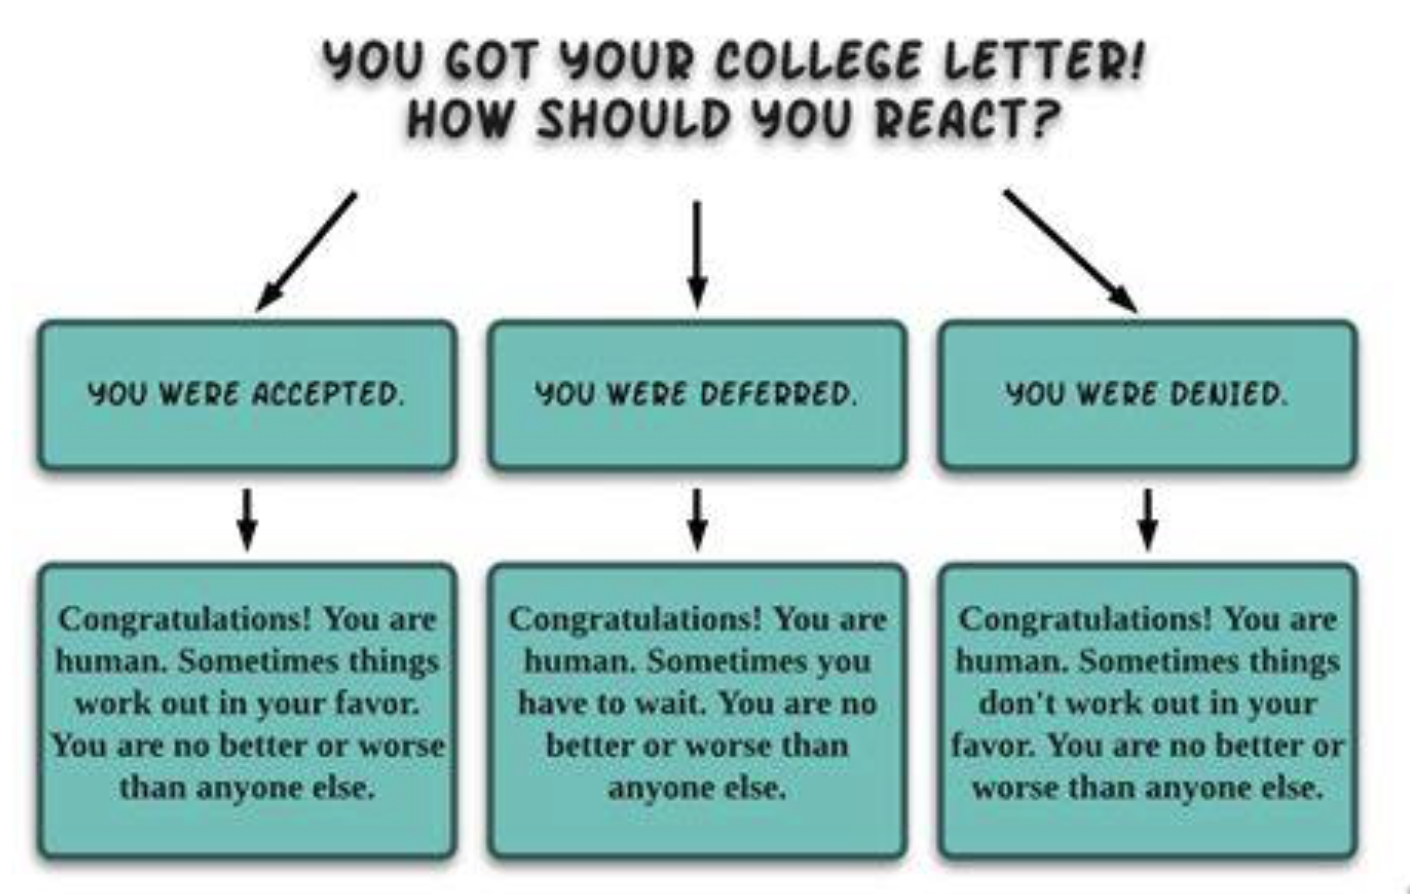 YOU GOT YOUR COLLEGE LETTER!
HOW SHOULD YOU REACT?
YOU WERE ACCEPTED.
YOU WERE DEFERRED.
YOU WERE DENIED.
Congratulations! You are
human. Sometimes things
work out in your favor.
You are no better or worse
than anyone else.
Congratulations! You are
human. Sometimes you
have to wait. You are no
better or worse than
anyone else.
Congratulations! You are
human. Sometimes things
don't work out in your
favor. You are no better or
worse than anyone else.